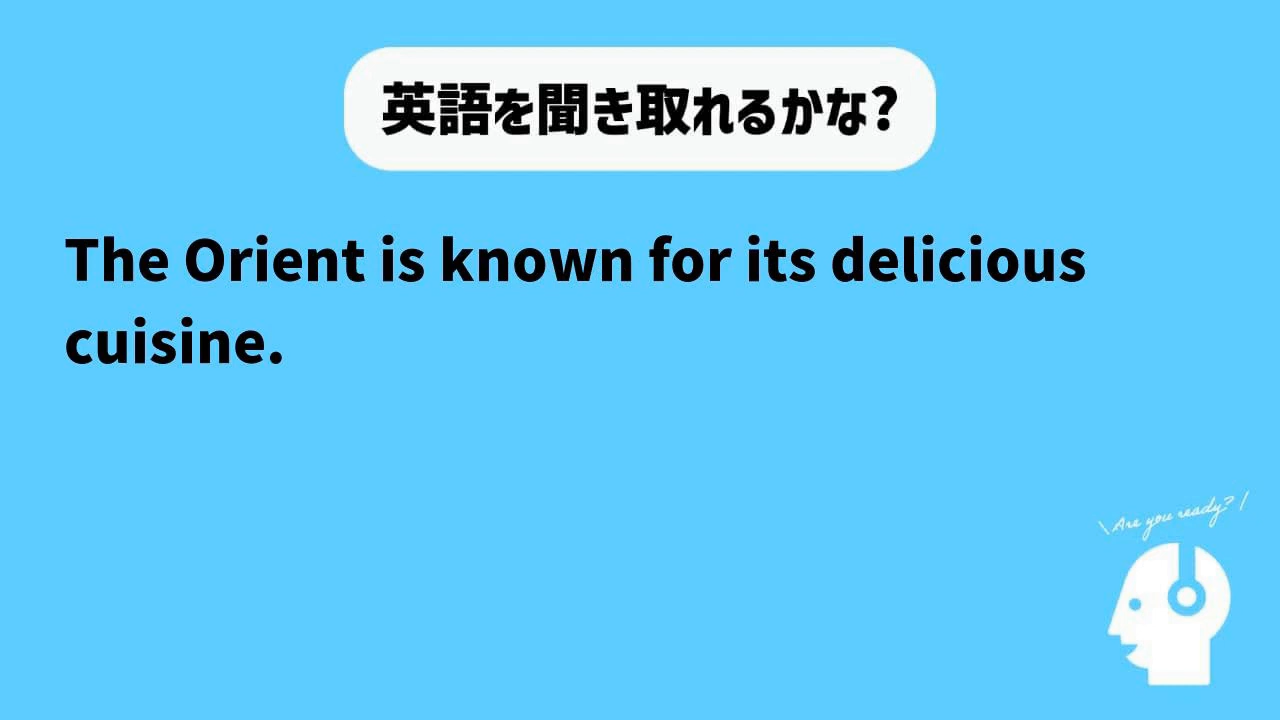 英語を聞き取れるかな?
The Orient is known for its delicious
cuisine.
\ Are you ready? /